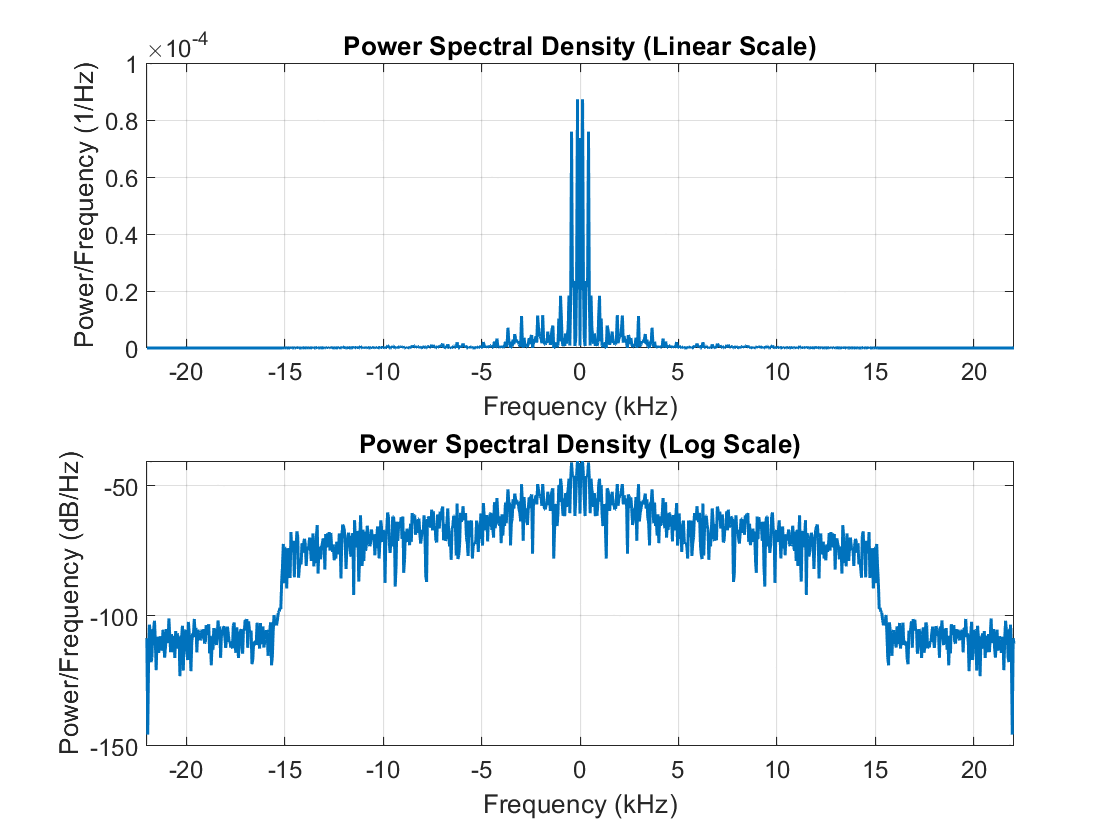 Power Spectral Density (Linear Scale)
×10⁻⁴
Power/Frequency (1/Hz)
1
0.8
0.6
0.4
0.2
0
-20 -15 -10 -5 0 5 10 15 20
Frequency (kHz)
Power Spectral Density (Log Scale)
Power/Frequency (dB/Hz)
-50
-100
-150
-20 -15 -10 -5 0 5 10 15 20
Frequency (kHz)